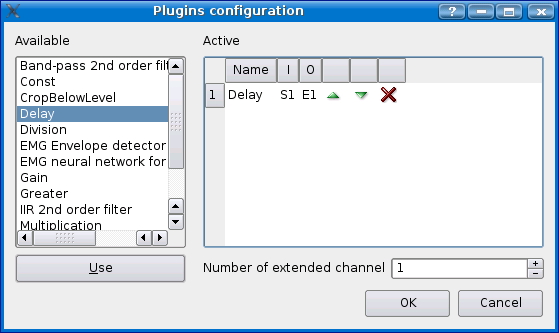 Plugins configuration
Available
Band-pass 2nd order filt
Const
CropBelowLevel
Delay
Division
EMG Envelope detector
EMG neural network for
Gain
Greater
IIR 2nd order filter
Multiplication
Use
Active
Name I O
1 Delay S1 E1
Number of extended channel 1
OK Cancel